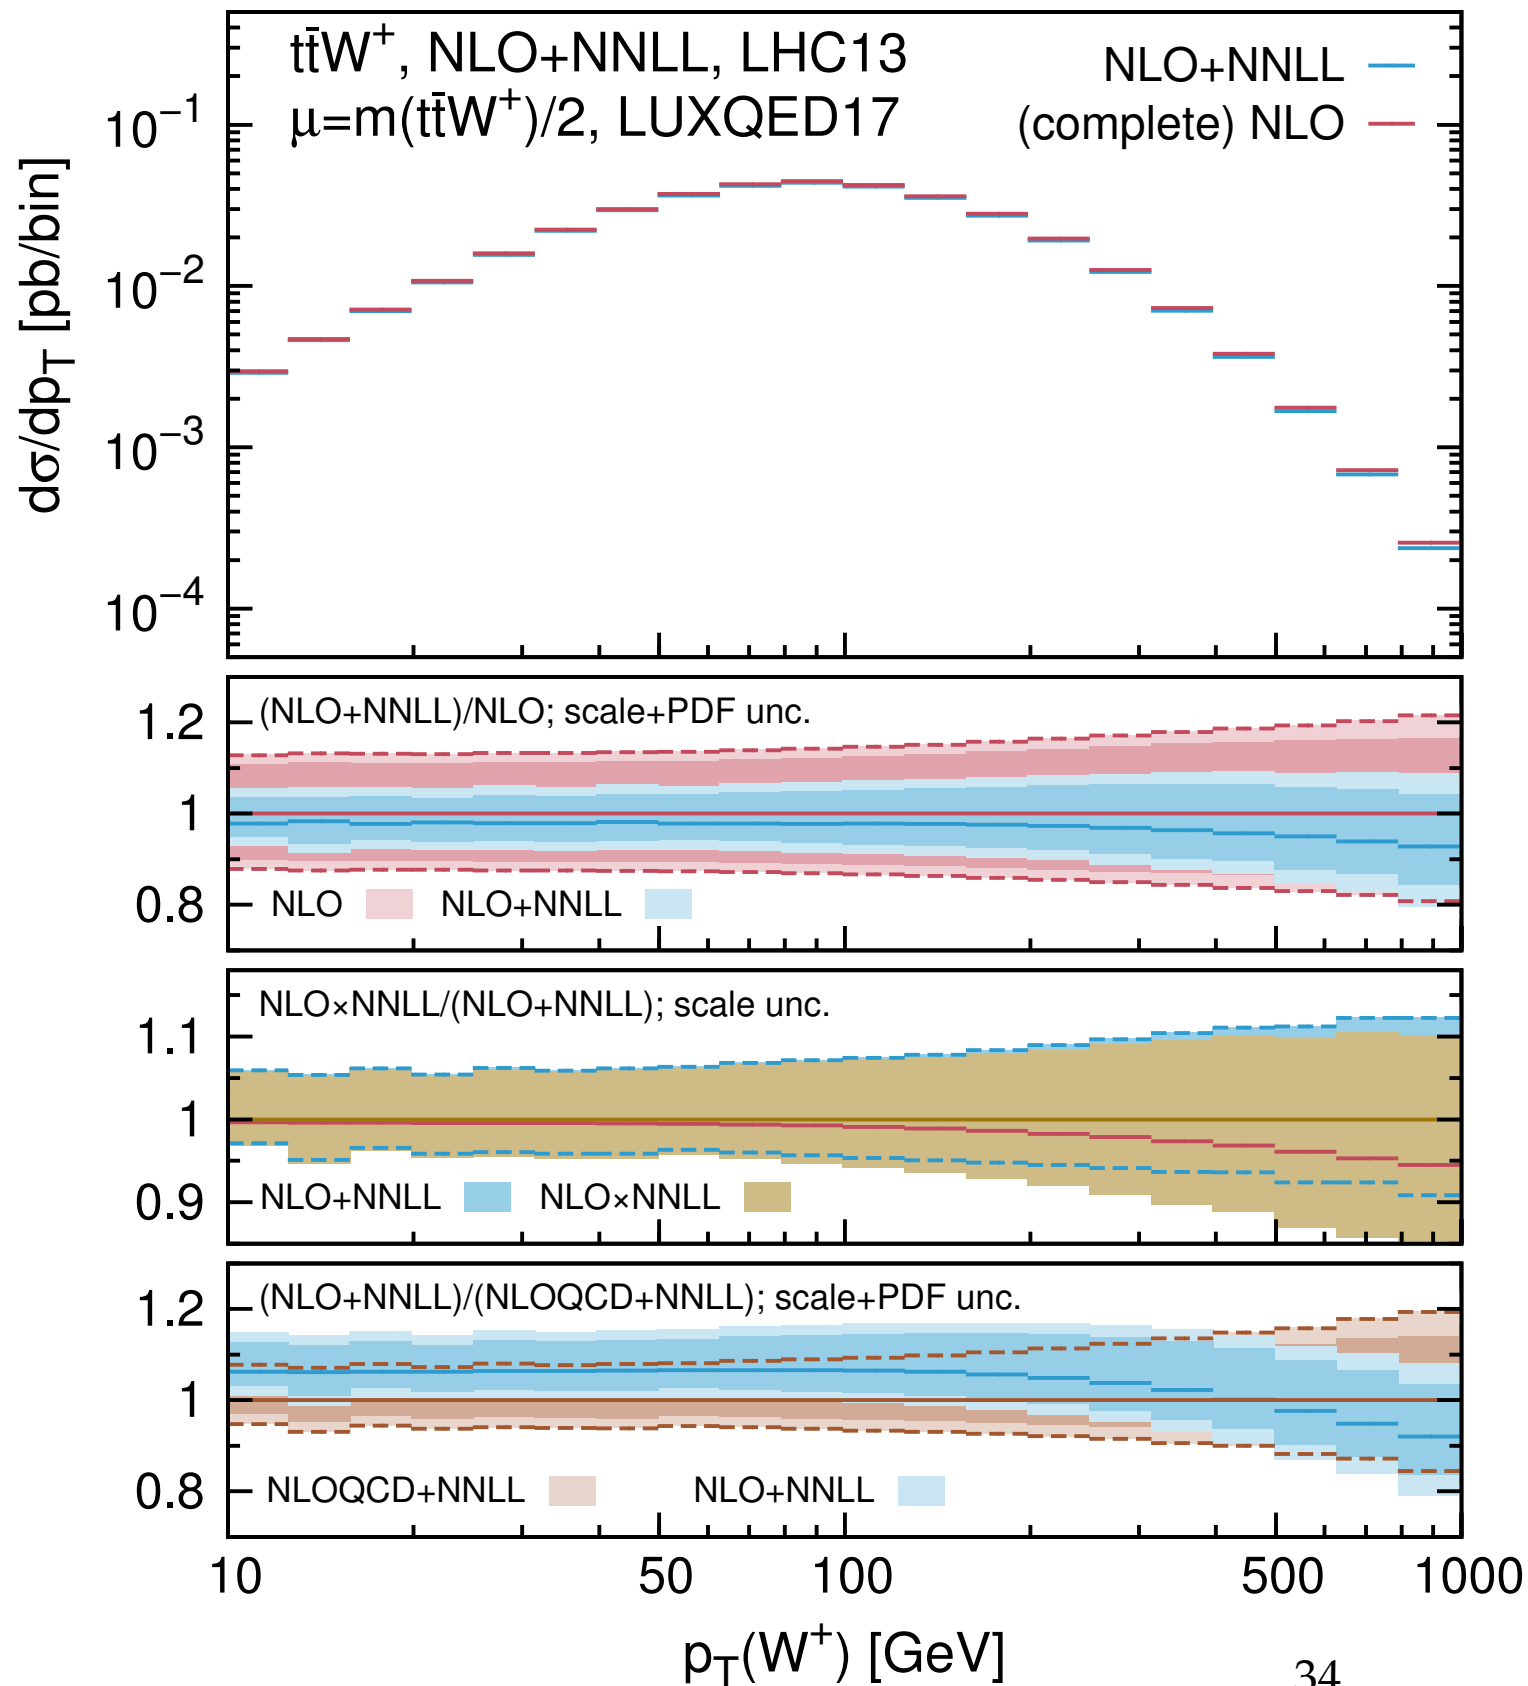 tt̄W⁺, NLO+NNLL, LHC13
μ=m(tt̄W⁺)/2, LUXQED17
NLO+NNLL
(complete) NLO
dσ/dp_T [pb/bin]
10⁻¹
10⁻²
10⁻³
10⁻⁴
(NLO+NNLL)/NLO; scale+PDF unc.
1.2
1
0.8
NLO NLO+NNLL
NLO×NNLL/(NLO+NNLL); scale unc.
1.1
1
0.9
NLO+NNLL NLO×NNLL
(NLO+NNLL)/(NLOQCD+NNLL); scale+PDF unc.
1.2
1
0.8
NLOQCD+NNLL NLO+NNLL
10 50 100 500 1000
p_T(W⁺) [GeV]
34